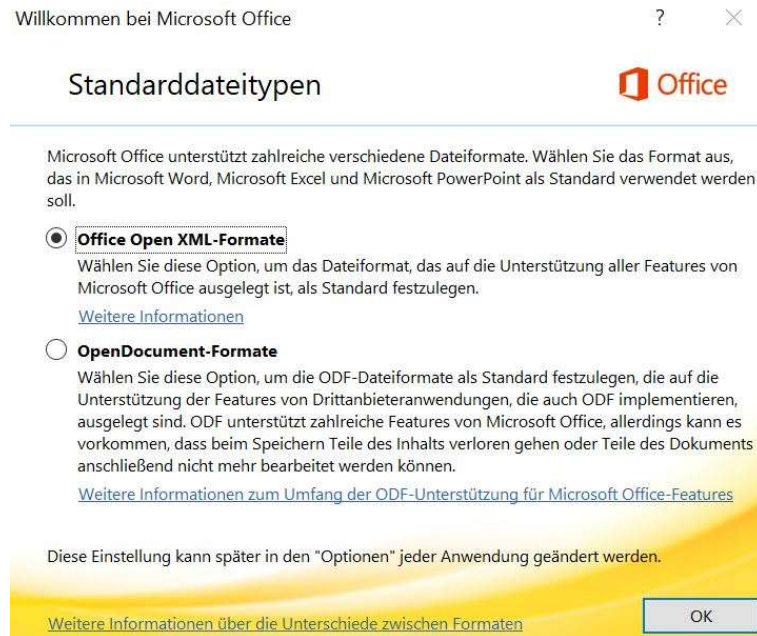 Willkommen bei Microsoft Office
?
Standarddateitypen
Office
Microsoft Office unterstützt zahlreiche verschiedene Dateiformate. Wählen Sie das Format aus,
das in Microsoft Word, Microsoft Excel und Microsoft PowerPoint als Standard verwendet werden
soll.
Office Open XML-Formate
Wählen Sie diese Option, um das Dateiformat, das auf die Unterstützung aller Features von
Microsoft Office ausgelegt ist, als Standard festzulegen.
Weitere Informationen
OpenDocument-Formate
Wählen Sie diese Option, um die ODF-Dateiformate als Standard festzulegen, die auf die
Unterstützung der Features von Drittanbieteranwendungen, die auch ODF implementieren,
ausgelegt sind. ODF unterstützt zahlreiche Features von Microsoft Office, allerdings kann es
vorkommen, dass beim Speichern Teile des Inhalts verloren gehen oder Teile des Dokuments
anschließend nicht mehr bearbeitet werden können.
Weitere Informationen zum Umfang der ODF-Unterstützung für Microsoft Office-Features
Diese Einstellung kann später in den "Optionen" jeder Anwendung geändert werden.
Weitere Informationen über die Unterschiede zwischen Formaten
OK